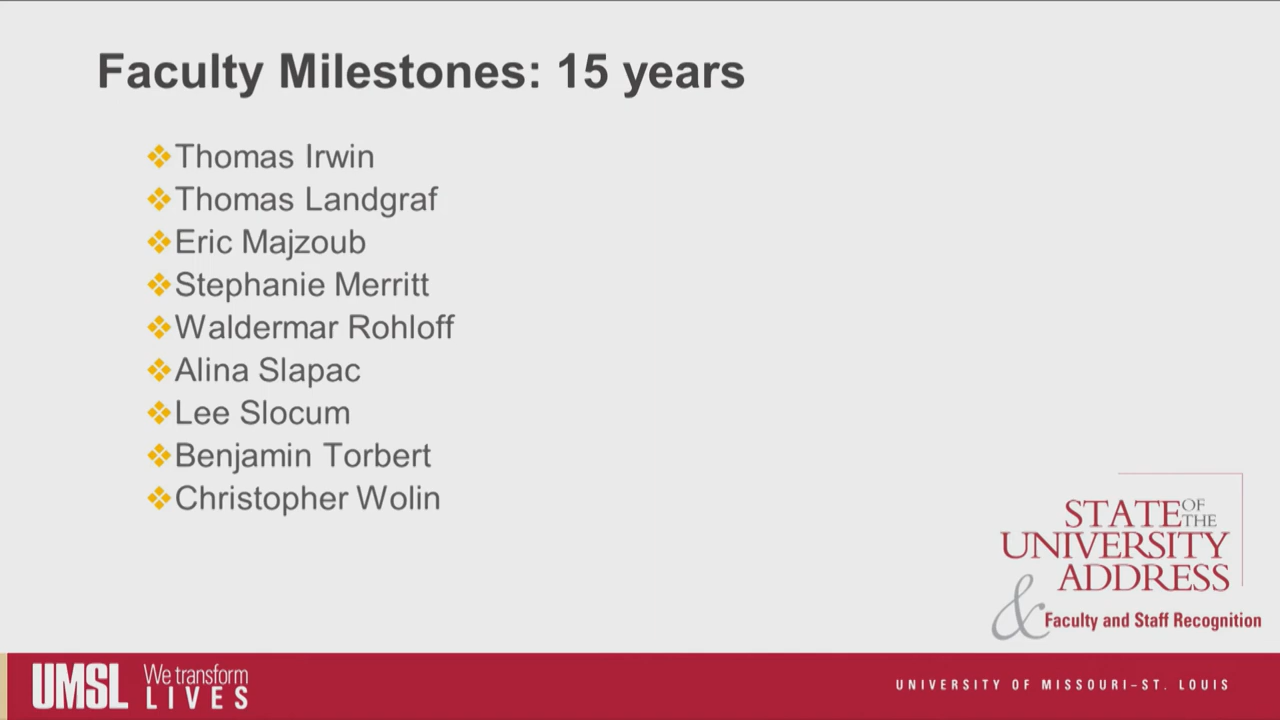 Faculty Milestones: 15 years
Thomas Irwin
Thomas Landgraf
Eric Majzoub
Stephanie Merritt
Waldermar Rohloff
Alina Slapac
Lee Slocum
Benjamin Torbert
Christopher Wolin
STATE OF THE
UNIVERSITY
ADDRESS
& Faculty and Staff Recognition
UMSL We transform
LIVES
UNIVERSITY OF MISSOURI–ST. LOUIS